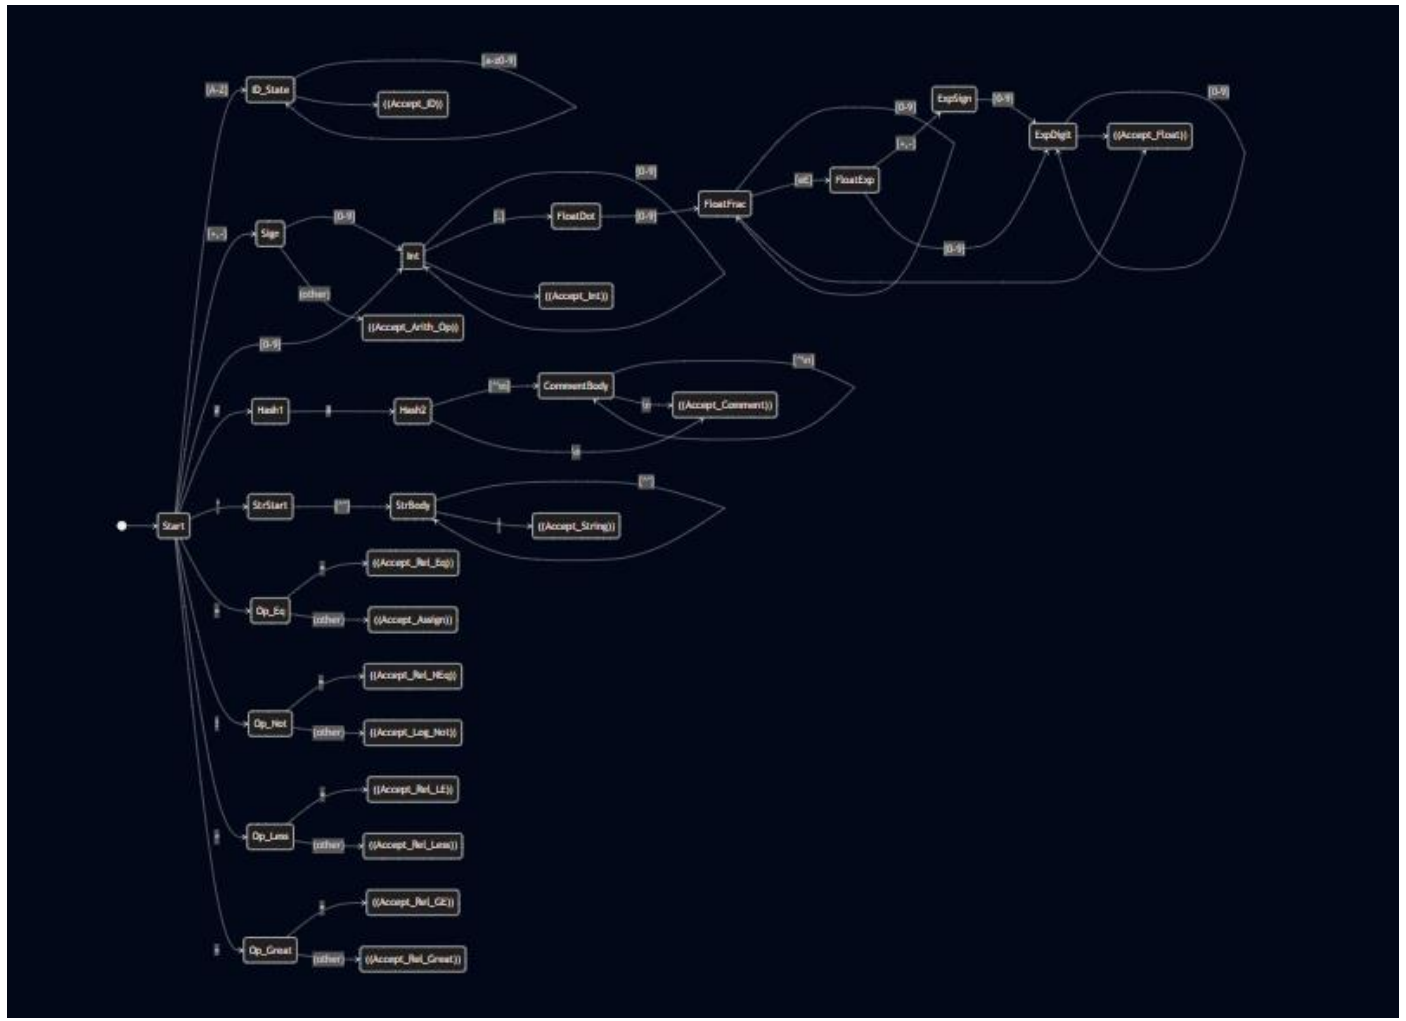 [a-z0-9]
[A-Z]
ID_State
((Accept_ID))
ExpSign
[0-9]
[0-9]
[0-9]
ExpDigit
((Accept_Float))
[+,-]
[0-9]
[eE]
FloatExp
FloatFrac
[0-9]
[0-9]
[.]
FloatDot
[0-9]
[+,-]
Sign
Int
[0-9]
(other)
((Accept_Int))
((Accept_Arith_Op))
[0-9]
[^\n]
[^\n]
CommentBody
\n
((Accept_Comment))
Hash1
Hash2
\n
StrStart
StrBody
((Accept_String))
Start
((Accept_Rel_Eq))
Op_Eq
(other)
((Accept_Assign))
((Accept_Rel_NEq))
Op_Not
(other)
((Accept_Log_Not))
((Accept_Rel_LE))
Op_Less
(other)
((Accept_Rel_Less))
((Accept_Rel_GE))
Op_Great
(other)
((Accept_Rel_Great))